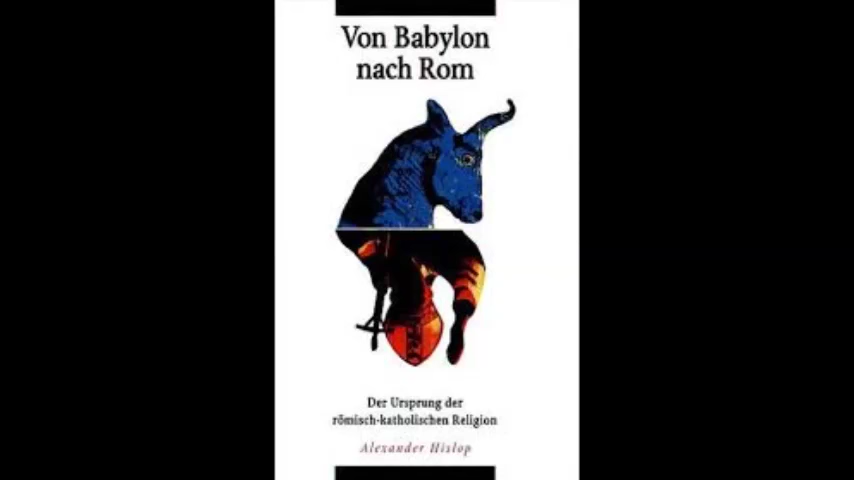 Von Babylon
nach Rom
Der Ursprung der
römisch-katholischen Religion
Alexander Hislop